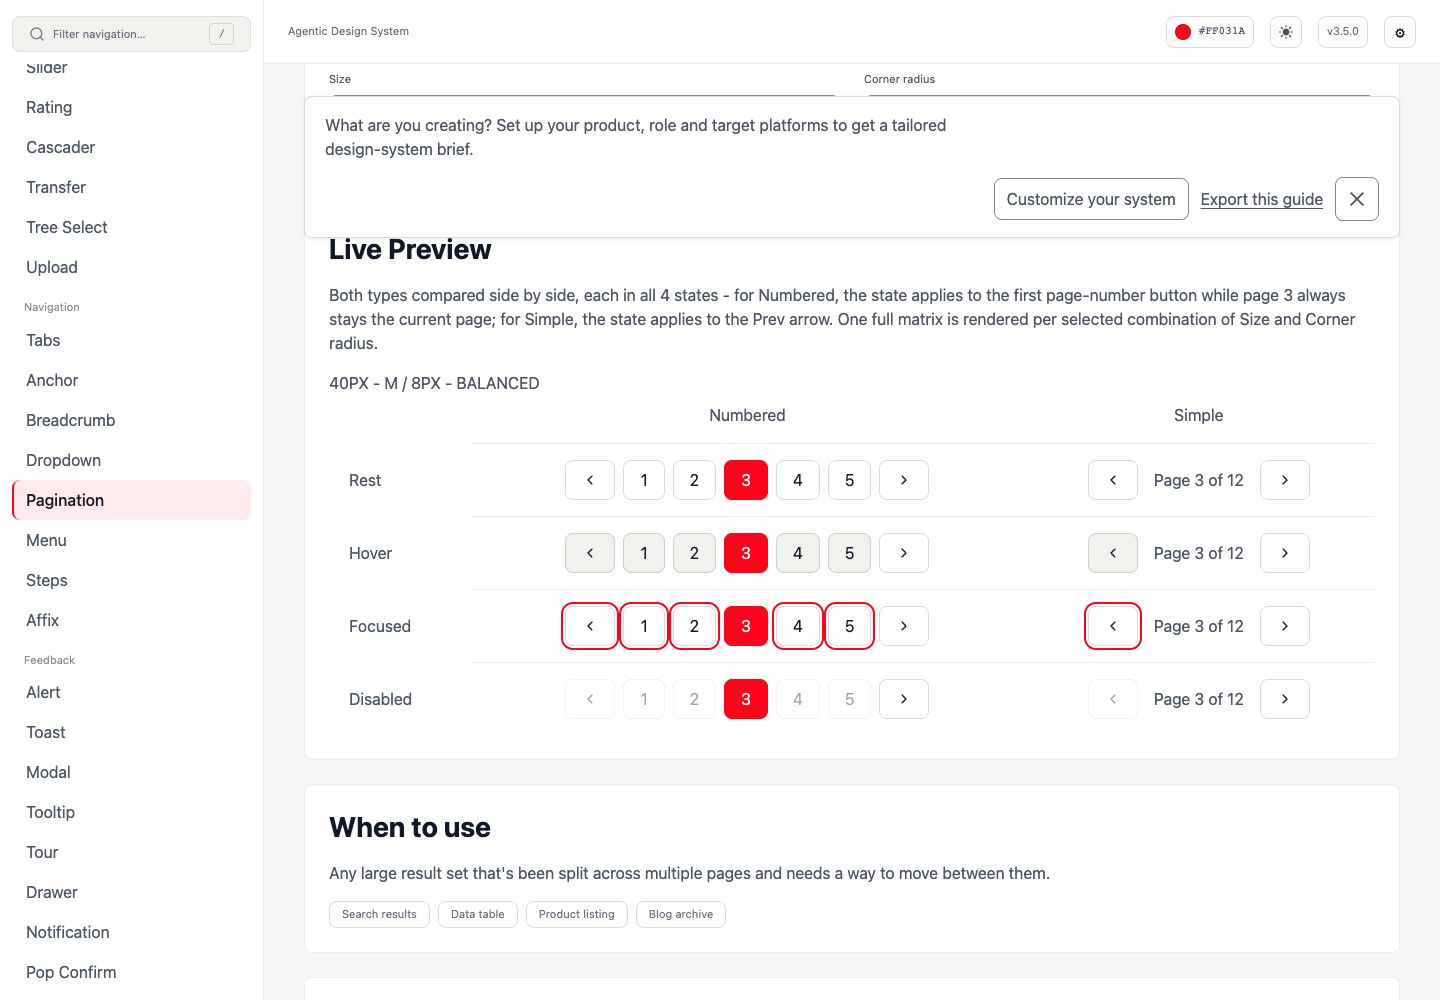 Filter navigation...
/
Slider
Rating
Cascader
Transfer
Tree Select
Upload
Navigation
Tabs
Anchor
Breadcrumb
Dropdown
Pagination
Menu
Steps
Affix
Feedback
Alert
Toast
Modal
Tooltip
Tour
Drawer
Notification
Pop Confirm
Agentic Design System
#FF031A
v3.5.0
Size
Corner radius
What are you creating? Set up your product, role and target platforms to get a tailored
design-system brief.
Customize your system
Export this guide
Live Preview
Both types compared side by side, each in all 4 states - for Numbered, the state applies to the first page-number button while page 3 always
stays the current page; for Simple, the state applies to the Prev arrow. One full matrix is rendered per selected combination of Size and Corner
radius.
40PX - M / 8PX - BALANCED
Numbered
Simple
Rest
‹ 1 2 3 4 5 ›
‹ Page 3 of 12 ›
Hover
‹ 1 2 3 4 5 ›
‹ Page 3 of 12 ›
Focused
‹ 1 2 3 4 5 ›
‹ Page 3 of 12 ›
Disabled
‹ 1 2 3 4 5 ›
‹ Page 3 of 12 ›
When to use
Any large result set that's been split across multiple pages and needs a way to move between them.
Search results
Data table
Product listing
Blog archive